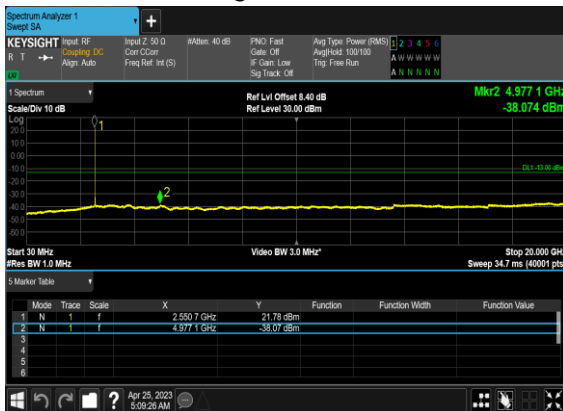 Spectrum Analyzer 1
Swept SA
KEYSIGHT Input: RF Input Z: 50 Ω #Atten: 40 dB PNO: Fast Avg Type: Power (RMS) 1 2 3 4 5 6
R T Coupling: DC Corr CCorr Gate: Off Avg|Hold: 100/100 A W W W W W
Align: Auto Freq Ref: Int (S) IF Gain: Low Trig: Free Run
Sig Track: Off A N N N N N
1 Spectrum
Scale/Div 10 dB Ref Lvl Offset 8.40 dB Mkr2 4.977 1 GHz
Ref Level 30.00 dBm -38.074 dBm
Log
20.0 1
10.0
0.00
-10.0 DL1 -13.00 dBm
-20.0
-30.0 2
-40.0
-50.0
-60.0
Start 30 MHz Video BW 3.0 MHz* Stop 20.000 GHz
#Res BW 1.0 MHz Sweep 34.7 ms (40001 pts)
5 Marker Table
Mode Trace Scale X Y Function Function Width Function Value
1 N 1 f 2.550 7 GHz 21.78 dBm
2 N 1 f 4.977 1 GHz -38.07 dBm
3
4
5
6
? Apr 25, 2023
5:09:26 AM